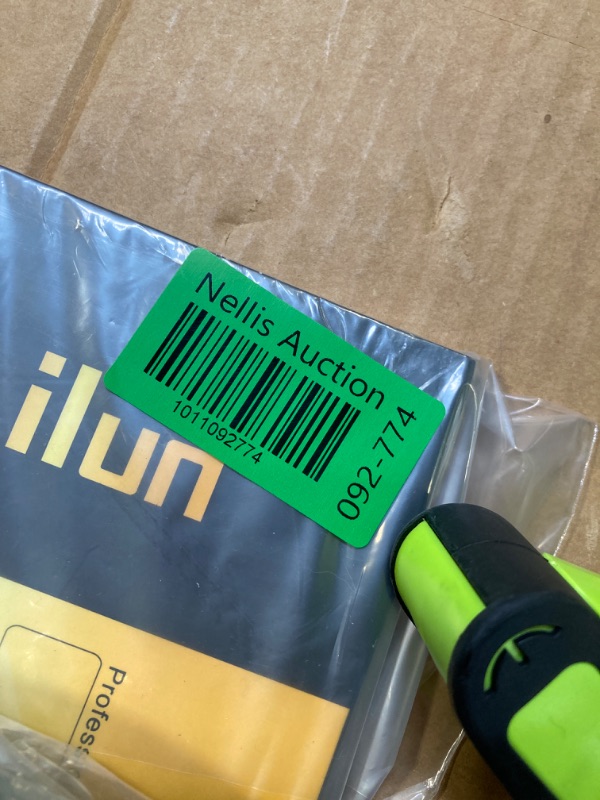 Nellis Auction
1011092774
092-774
ilun
Profess